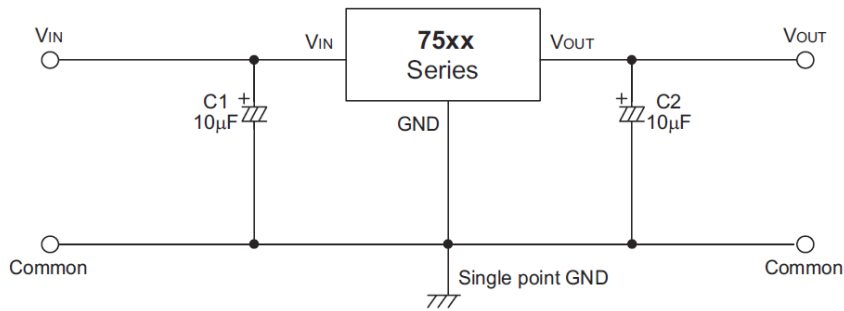 VIN
VIN
75xx
Series
VOUT
VOUT
C1
10μF
+
GND
+
C2
10μF
Common
Single point GND
Common